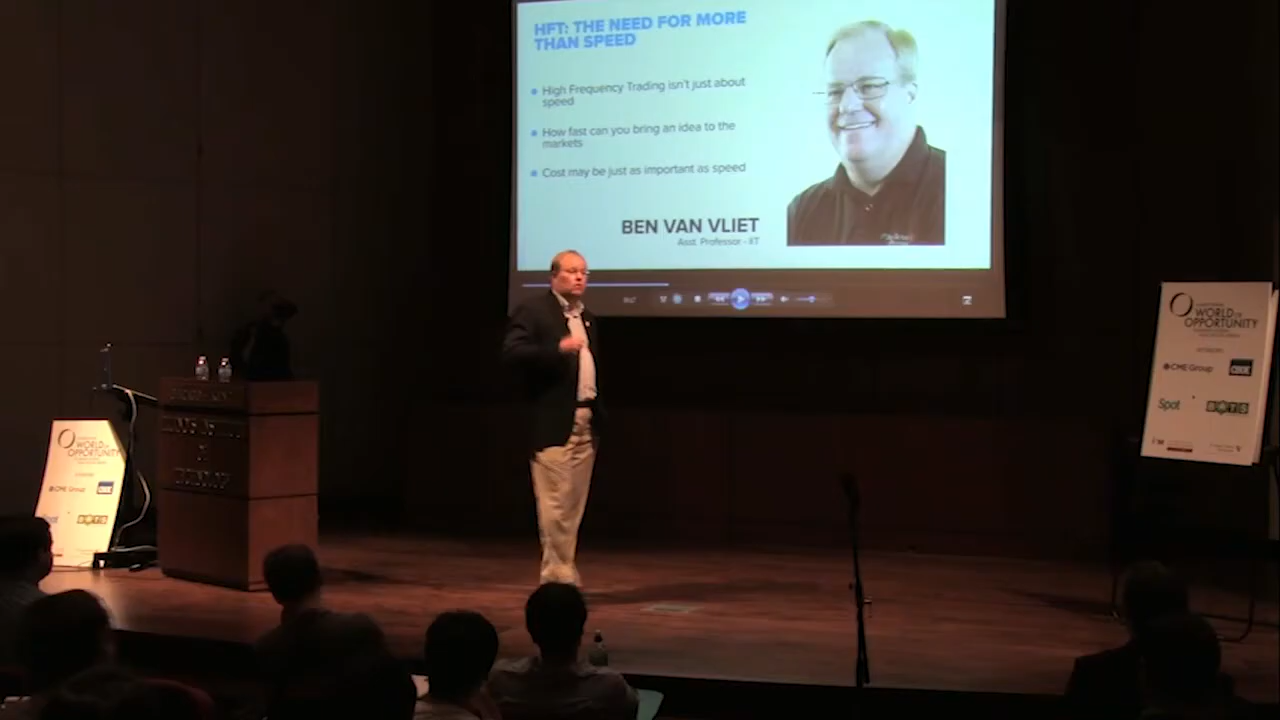 HFT: THE NEED FOR MORE
THAN SPEED
High Frequency Trading isn't just about
speed
How fast can you bring an idea to the
markets
Cost may be just as important as speed
BEN VAN VLIET
Asst. Professor - IIT
WORLD OF
OPPORTUNITY
CME Group
CBOE
Spot
BATS
WORLD OF
OPPORTUNITY
CME Group
BATS